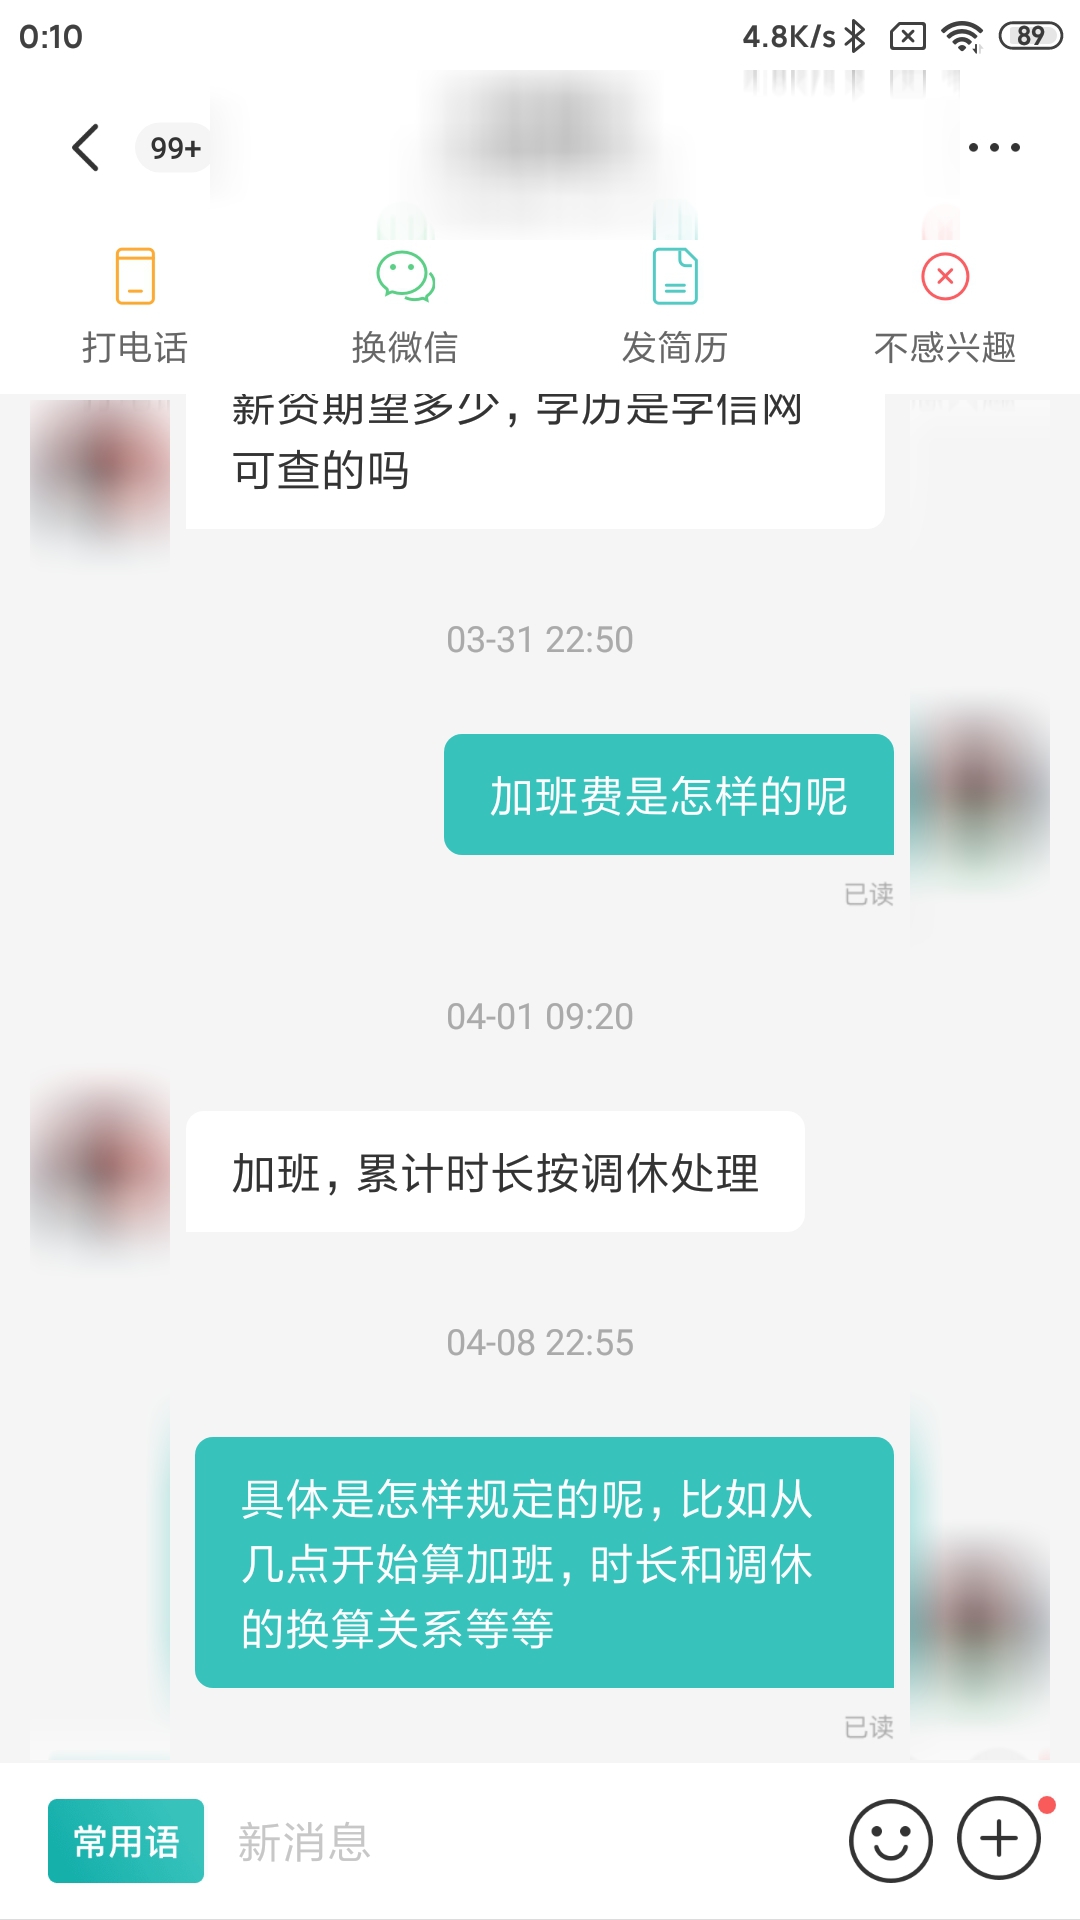 0:10
4.8K/s
89
99+
打电话
换微信
发简历
不感兴趣
薪资期望多少，学历是学信网
可查的吗
03-31 22:50
加班费是怎样的呢
已读
04-01 09:20
加班，累计时长按调休处理
04-08 22:55
具体是怎样规定的呢，比如从
几点开始算加班，时长和调休
的换算关系等等
已读
常用语
新消息